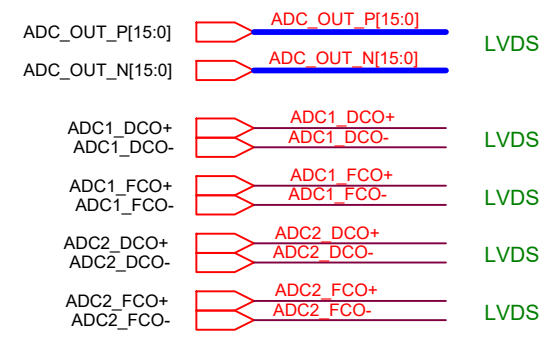 ADC_OUT_P[15:0] ADC_OUT_P[15:0] LVDS
ADC_OUT_N[15:0] ADC_OUT_N[15:0]
ADC1_DCO+ ADC1_DCO+ LVDS
ADC1_DCO- ADC1_DCO-
ADC1_FCO+ ADC1_FCO+ LVDS
ADC1_FCO- ADC1_FCO-
ADC2_DCO+ ADC2_DCO+ LVDS
ADC2_DCO- ADC2_DCO-
ADC2_FCO+ ADC2_FCO+ LVDS
ADC2_FCO- ADC2_FCO-